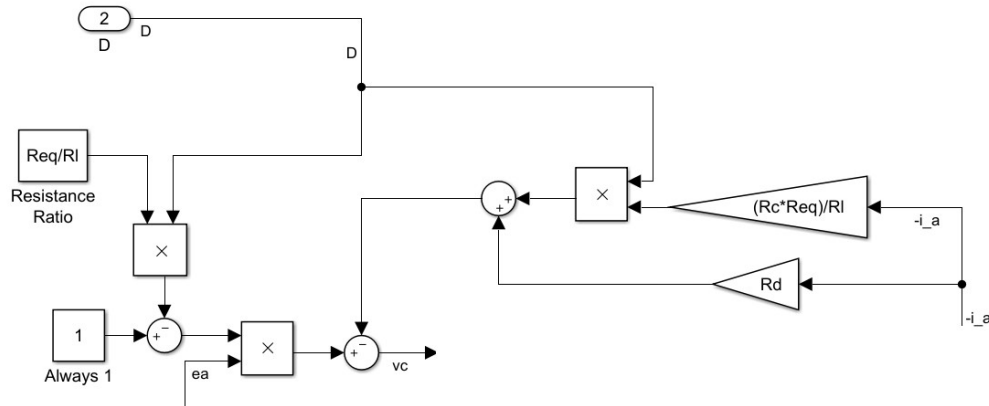 2
D
D
D
Req/Rl
Resistance
Ratio
×
×
+
+
(Rc*Req)/Rl
-i_a
Rd
-i_a
×
1
Always 1
+
−
×
ea
+
−
vc